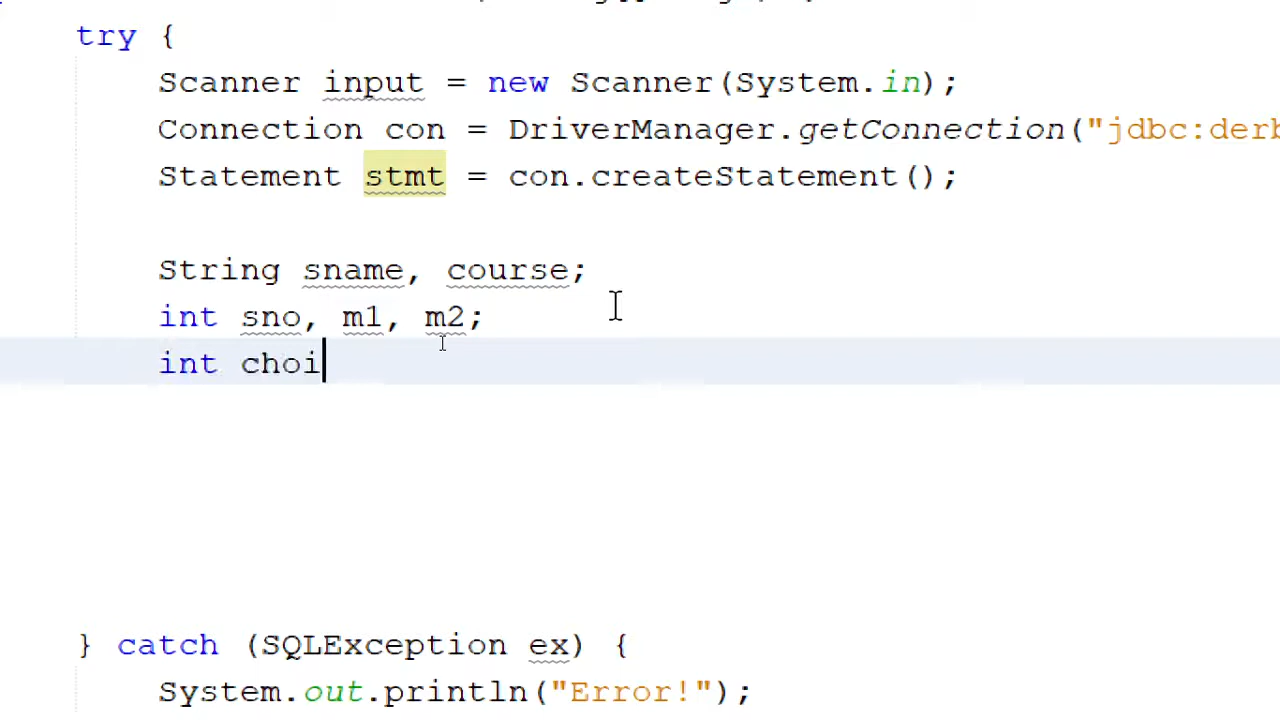 try {
Scanner input = new Scanner(System.in);
Connection con = DriverManager.getConnection("jdbc:derb
Statement stmt = con.createStatement();
String sname, course;
int sno, m1, m2;
int choi
} catch (SQLException ex) {
System.out.println("Error!");